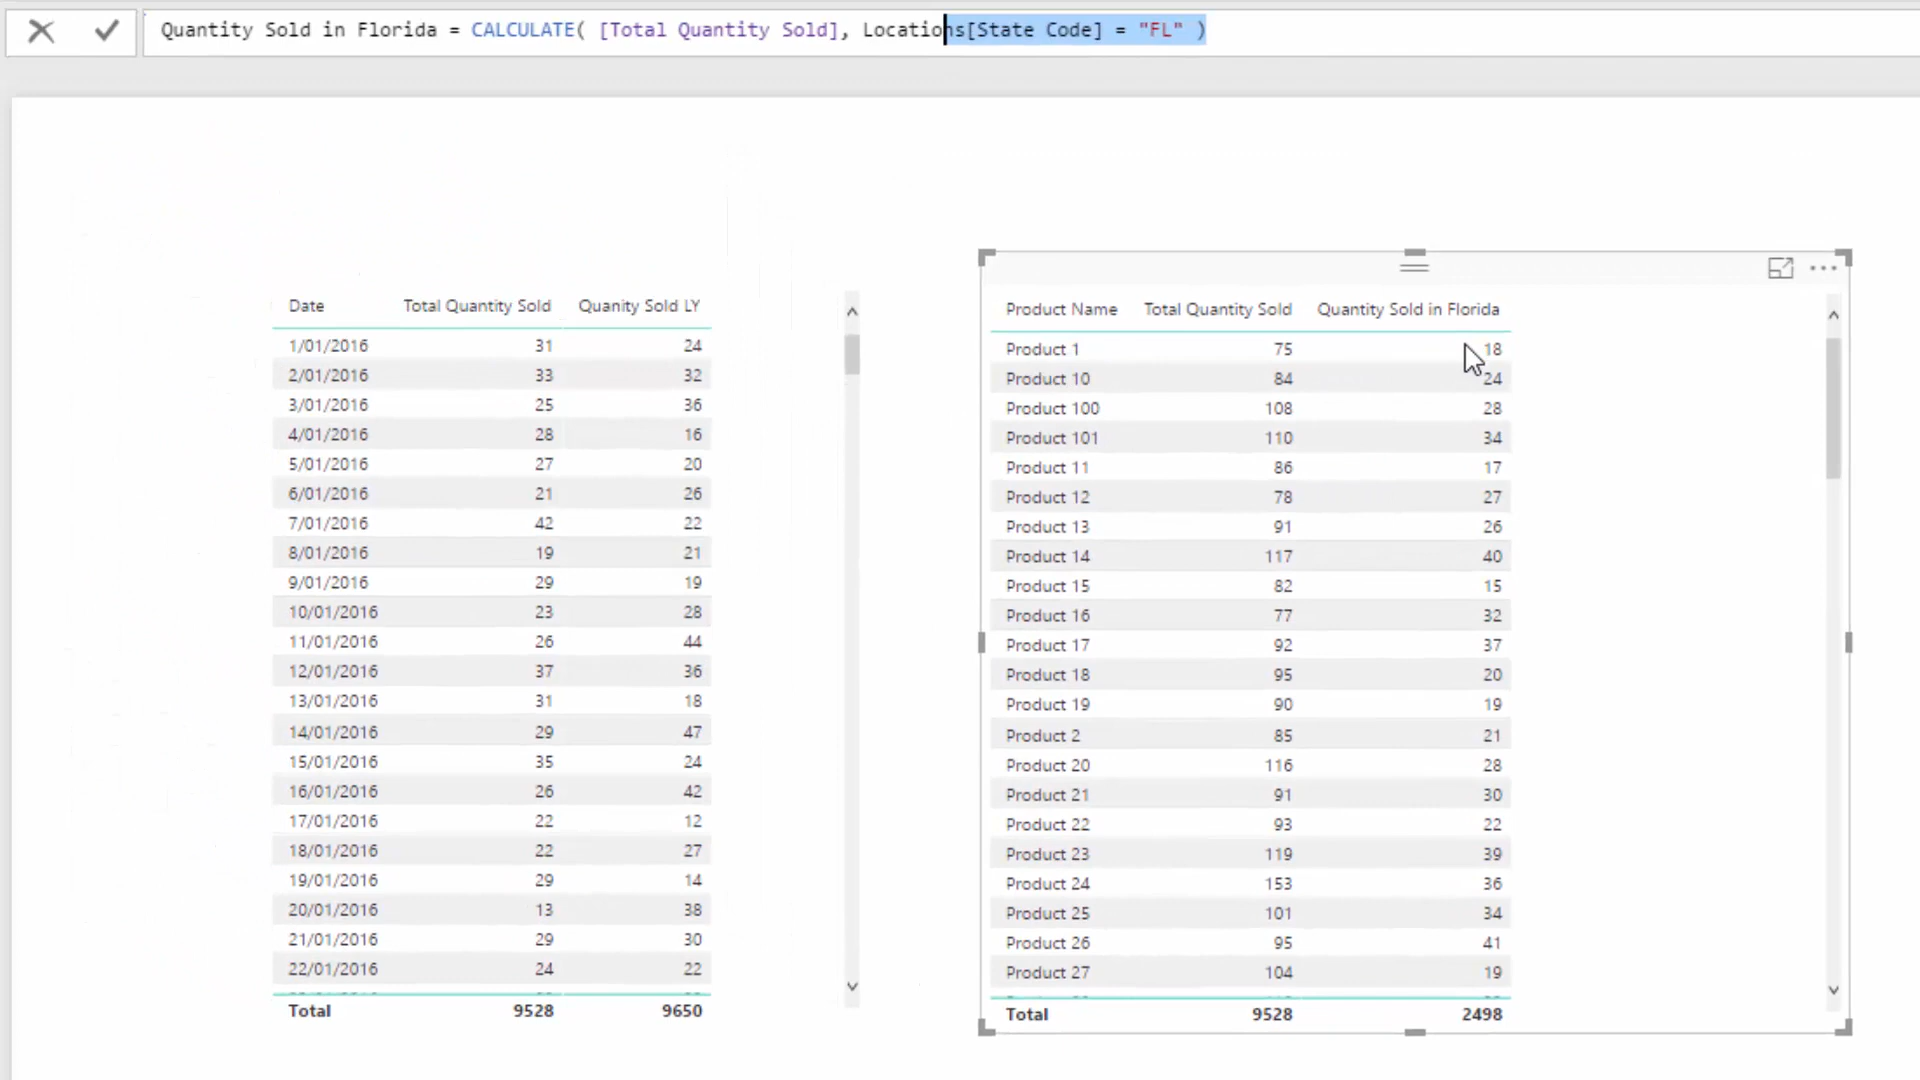 Quantity Sold in Florida = CALCULATE( [Total Quantity Sold], Locations[State Code] = "FL" )
Date Total Quantity Sold Quanity Sold LY
1/01/2016 31 24
2/01/2016 33 32
3/01/2016 25 36
4/01/2016 28 16
5/01/2016 27 20
6/01/2016 21 26
7/01/2016 42 22
8/01/2016 19 21
9/01/2016 29 19
10/01/2016 23 28
11/01/2016 26 44
12/01/2016 37 36
13/01/2016 31 18
14/01/2016 29 47
15/01/2016 35 24
16/01/2016 26 42
17/01/2016 22 12
18/01/2016 22 27
19/01/2016 29 14
20/01/2016 13 38
21/01/2016 29 30
22/01/2016 24 22
Total 9528 9650
Product Name Total Quantity Sold Quantity Sold in Florida
Product 1 75 18
Product 10 84 24
Product 100 108 28
Product 101 110 34
Product 11 86 17
Product 12 78 27
Product 13 91 26
Product 14 117 40
Product 15 82 15
Product 16 77 32
Product 17 92 37
Product 18 95 20
Product 19 90 19
Product 2 85 21
Product 20 116 28
Product 21 91 30
Product 22 93 22
Product 23 119 39
Product 24 153 36
Product 25 101 34
Product 26 95 41
Product 27 104 19
Total 9528 2498